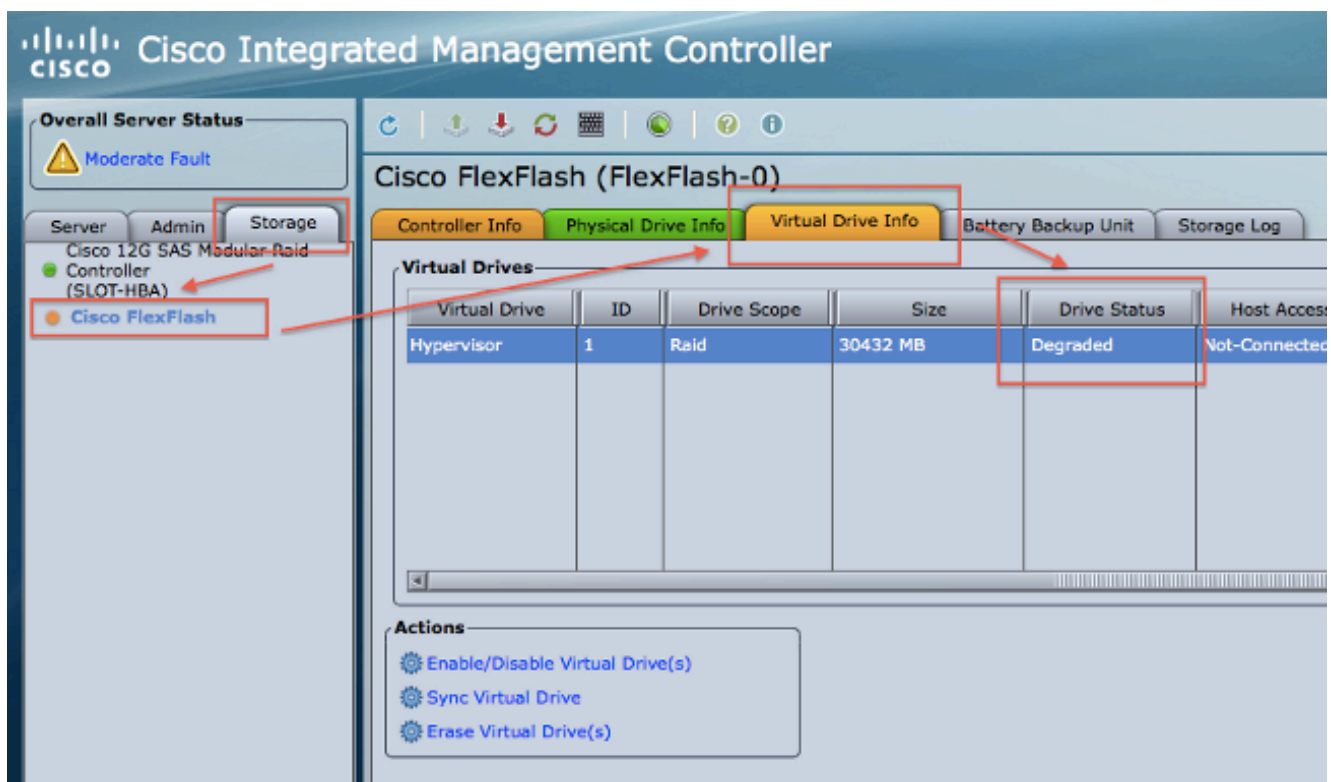 CISCO
Cisco Integrated Management Controller
Overall Server Status
Moderate Fault
Server Admin Storage
Cisco 12G SAS Modular Raid
Controller
(SLOT-HBA)
Cisco FlexFlash
Cisco FlexFlash (FlexFlash-0)
Controller Info Physical Drive Info Virtual Drive Info Battery Backup Unit Storage Log
Virtual Drives
Virtual Drive ID Drive Scope Size Drive Status Host Access
Hypervisor 1 Raid 30432 MB Degraded Not-Connected
Actions
Enable/Disable Virtual Drive(s)
Sync Virtual Drive
Erase Virtual Drive(s)